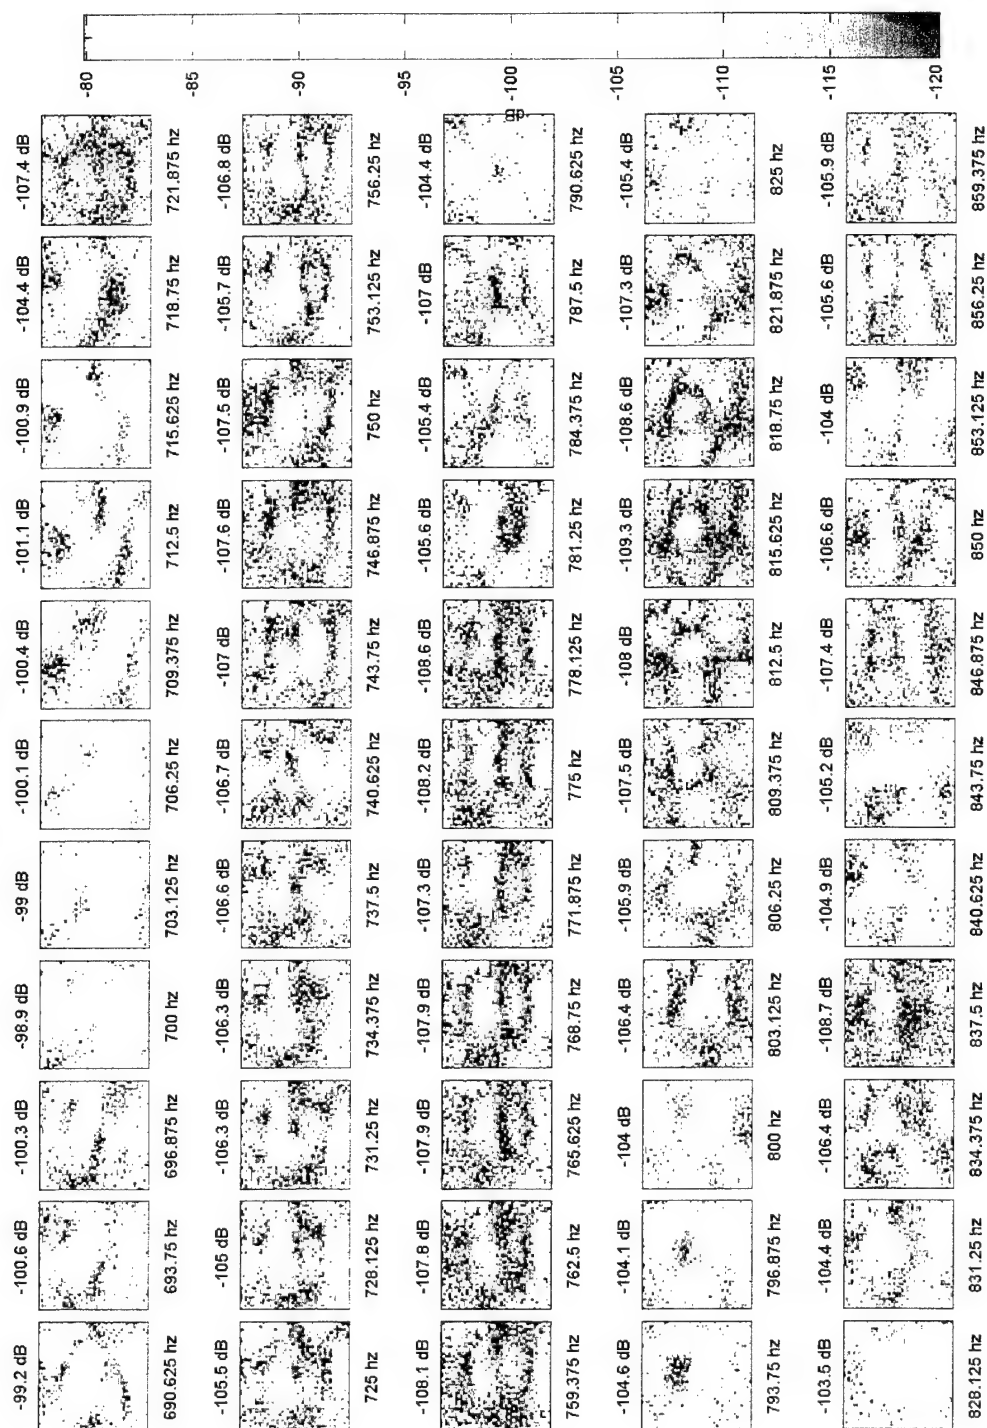 -99.2 dB -100.6 dB -100.3 dB -98.9 dB -99 dB -100.1 dB -100.4 dB -101.1 dB -100.9 dB -104.4 dB -107.4 dB
690.625 hz 693.75 hz 696.875 hz 700 hz 703.125 hz 706.25 hz 709.375 hz 712.5 hz 715.625 hz 718.75 hz 721.875 hz
-105.5 dB -105 dB -106.3 dB -106.3 dB -106.6 dB -106.7 dB -107 dB -107.6 dB -107.5 dB -105.7 dB -106.8 dB
725 hz 728.125 hz 731.25 hz 734.375 hz 737.5 hz 740.625 hz 743.75 hz 746.875 hz 750 hz 753.125 hz 756.25 hz
-108.1 dB -107.8 dB -107.9 dB -107.9 dB -107.3 dB -108.2 dB -108.6 dB -105.6 dB -105.4 dB -107 dB -104.4 dB
759.375 hz 762.5 hz 765.625 hz 768.75 hz 771.875 hz 775 hz 778.125 hz 781.25 hz 784.375 hz 787.5 hz 790.625 hz
-104.6 dB -104.1 dB -104 dB -106.4 dB -105.9 dB -107.5 dB -108 dB -109.3 dB -108.6 dB -107.3 dB -105.4 dB
793.75 hz 796.875 hz 800 hz 803.125 hz 806.25 hz 809.375 hz 812.5 hz 815.625 hz 818.75 hz 821.875 hz 825 hz
-103.5 dB -104.4 dB -106.4 dB -108.7 dB -104.9 dB -105.2 dB -107.4 dB -106.6 dB -104 dB -105.6 dB -105.9 dB
828.125 hz 831.25 hz 834.375 hz 837.5 hz 840.625 hz 843.75 hz 846.875 hz 850 hz 853.125 hz 856.25 hz 859.375 hz
-80
-90
-95
-100
dB
-105
-110
-115
-120